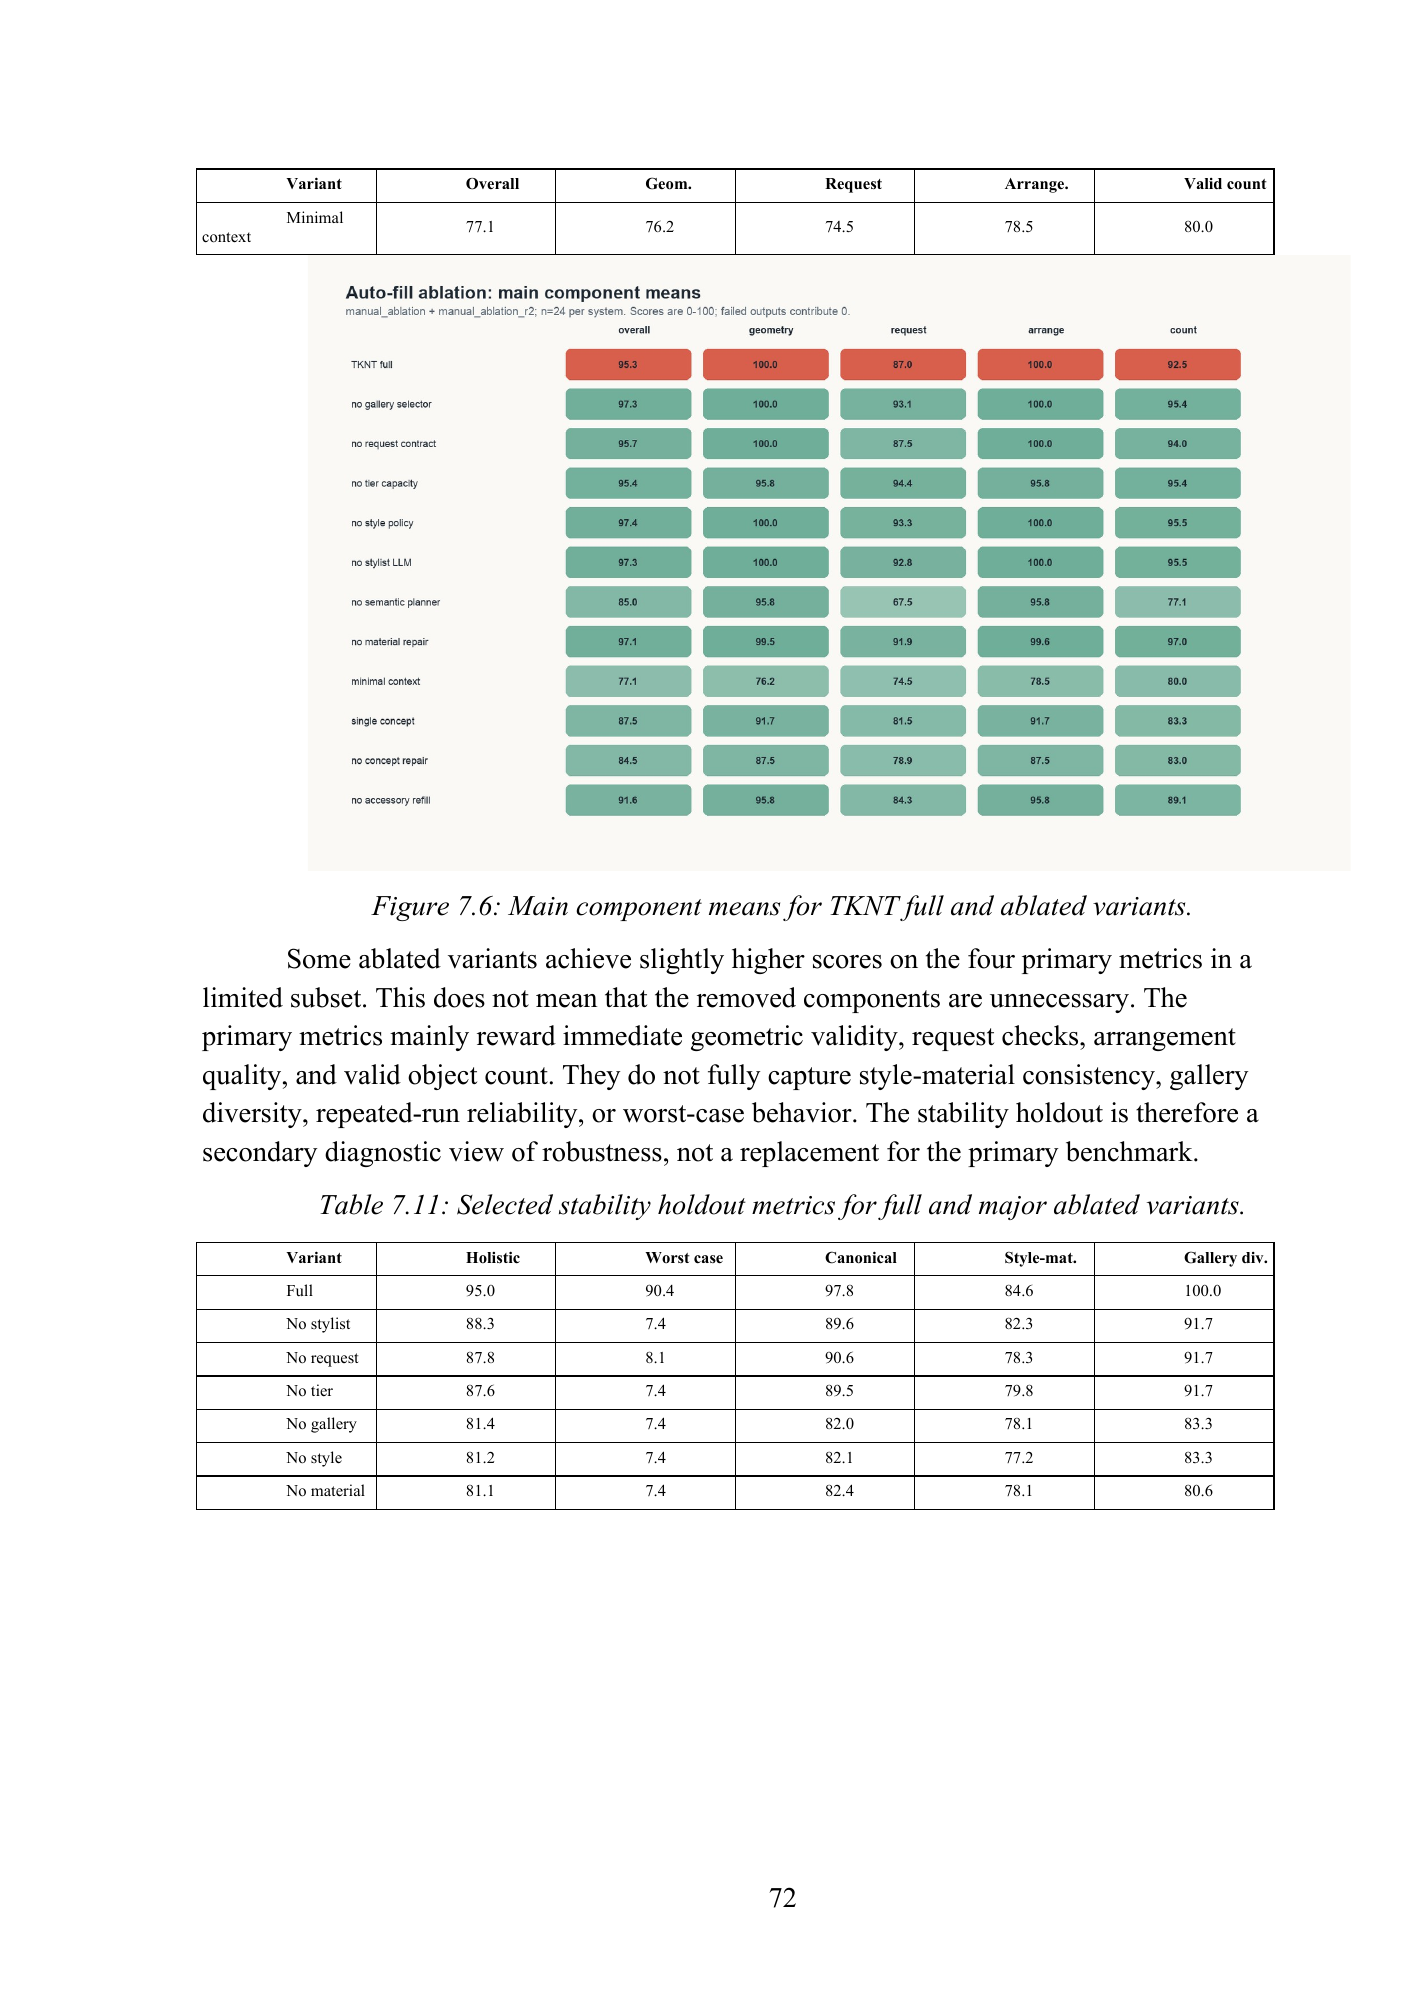 Variant Overall Geom. Request Arrange. Valid count
Minimal context 77.1 76.2 74.5 78.5 80.0
Auto-fill ablation: main component means
manual_ablation + manual_ablation_r2; n=24 per system. Scores are 0-100; failed outputs contribute 0.
overall geometry request arrange count
TKNT full 95.3 100.0 87.0 100.0 92.5
no gallery selector 97.3 100.0 93.1 100.0 95.4
no request contract 95.7 100.0 87.5 100.0 94.0
no tier capacity 95.4 95.8 94.4 95.8 95.4
no style policy 97.4 100.0 93.3 100.0 95.5
no stylist LLM 97.3 100.0 92.8 100.0 95.5
no semantic planner 85.0 95.8 67.5 95.8 77.1
no material repair 97.1 99.5 91.9 99.6 97.0
minimal context 77.1 76.2 74.5 78.5 80.0
single concept 87.5 91.7 81.5 91.7 83.3
no concept repair 84.5 87.5 78.9 87.5 83.0
no accessory refill 91.6 95.8 84.3 95.8 89.1
Figure 7.6: Main component means for TKNT full and ablated variants.
Some ablated variants achieve slightly higher scores on the four primary metrics in a
limited subset. This does not mean that the removed components are unnecessary. The
primary metrics mainly reward immediate geometric validity, request checks, arrangement
quality, and valid object count. They do not fully capture style-material consistency, gallery
diversity, repeated-run reliability, or worst-case behavior. The stability holdout is therefore a
secondary diagnostic view of robustness, not a replacement for the primary benchmark.
Table 7.11: Selected stability holdout metrics for full and major ablated variants.
Variant Holistic Worst case Canonical Style-mat. Gallery div.
Full 95.0 90.4 97.8 84.6 100.0
No stylist 88.3 7.4 89.6 82.3 91.7
No request 87.8 8.1 90.6 78.3 91.7
No tier 87.6 7.4 89.5 79.8 91.7
No gallery 81.4 7.4 82.0 78.1 83.3
No style 81.2 7.4 82.1 77.2 83.3
No material 81.1 7.4 82.4 78.1 80.6
72